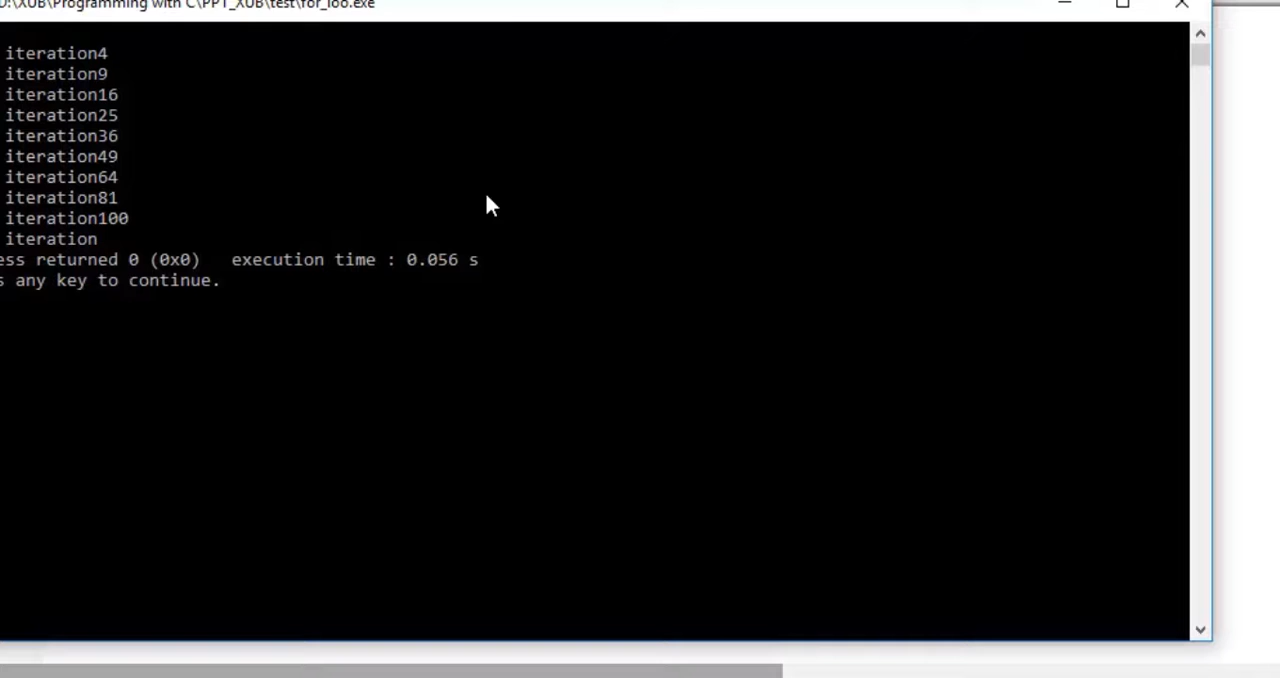 D:\XUB\Programming with C\PPT_XUB\test\for_loo.exe
iteration4
iteration9
iteration16
iteration25
iteration36
iteration49
iteration64
iteration81
iteration100
iteration
ess returned 0 (0x0)   execution time : 0.056 s
s any key to continue.